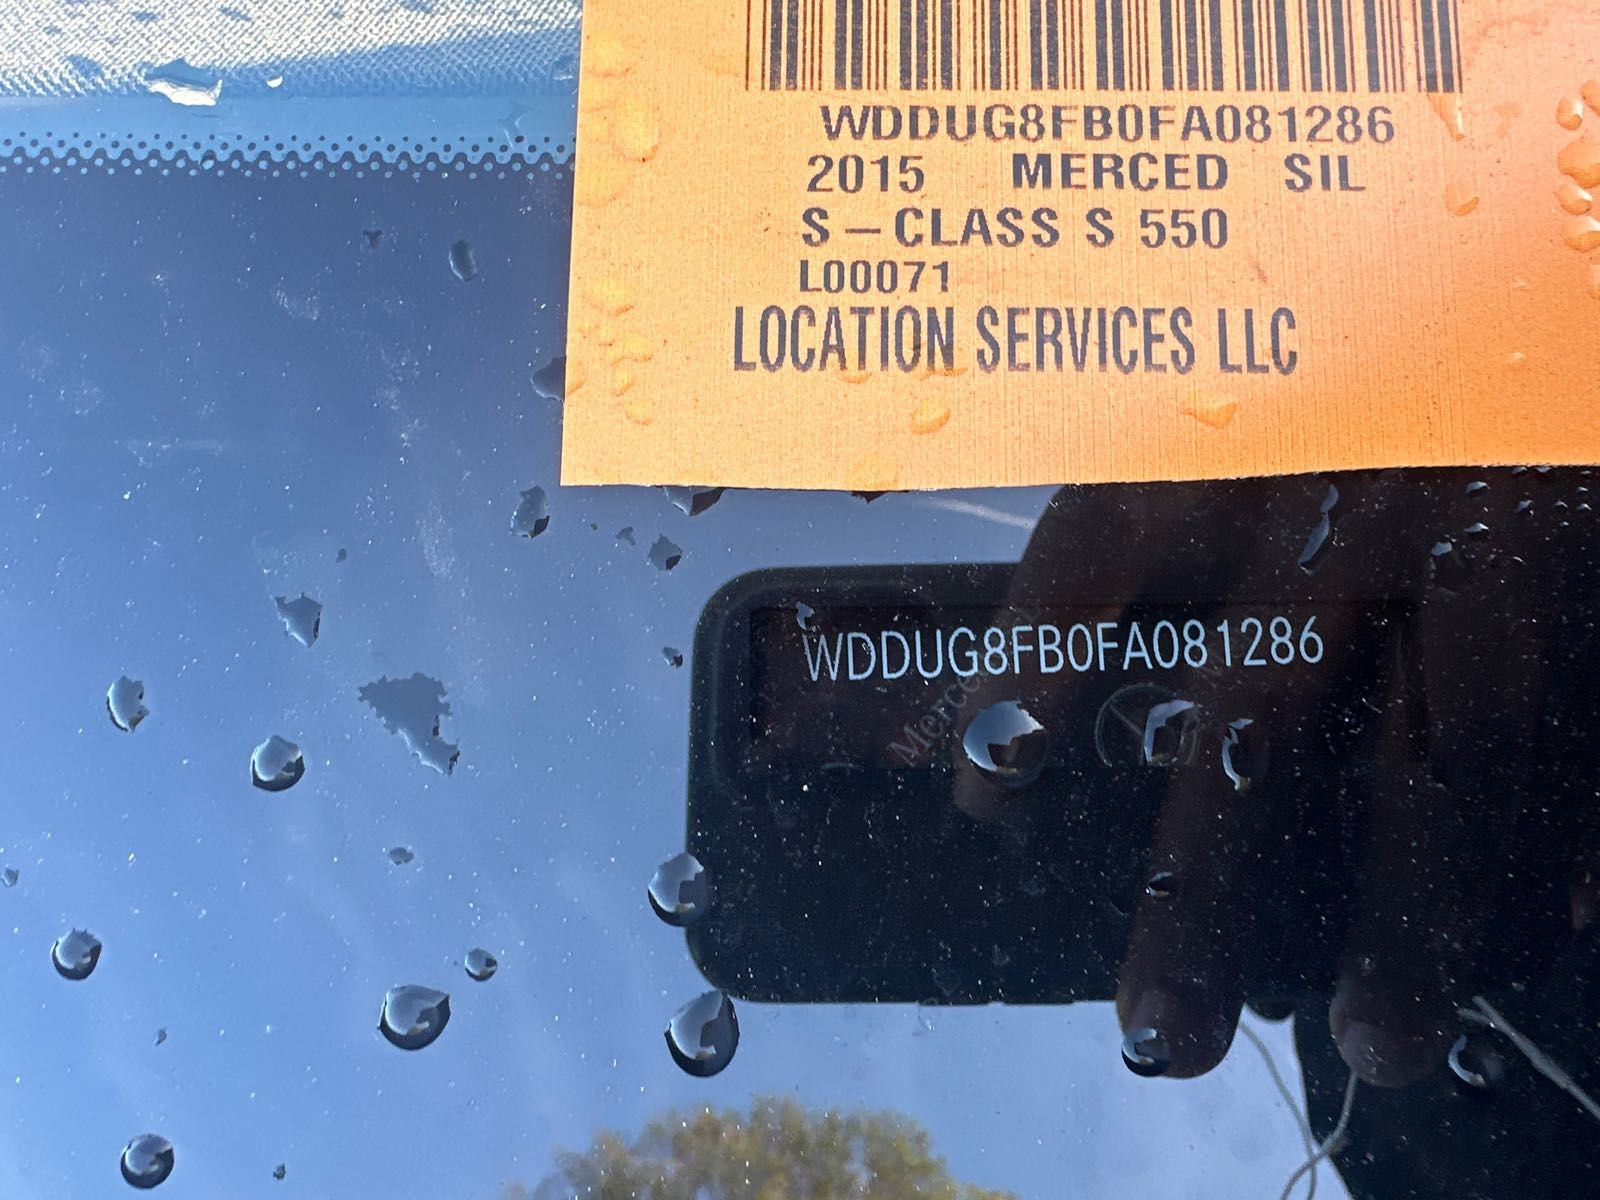 WDDUG8FB0FA081286
2015 MERCED SIL
S-CLASS S 550
L00071
LOCATION SERVICES LLC
WDDUG8FB0FA081286